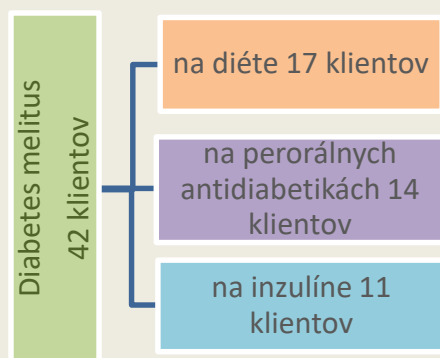 Diabetes melitus
42 klientov
na diéte 17 klientov
na perorálnych
antidiabetikách 14
klientov
na inzulíne 11
klientov